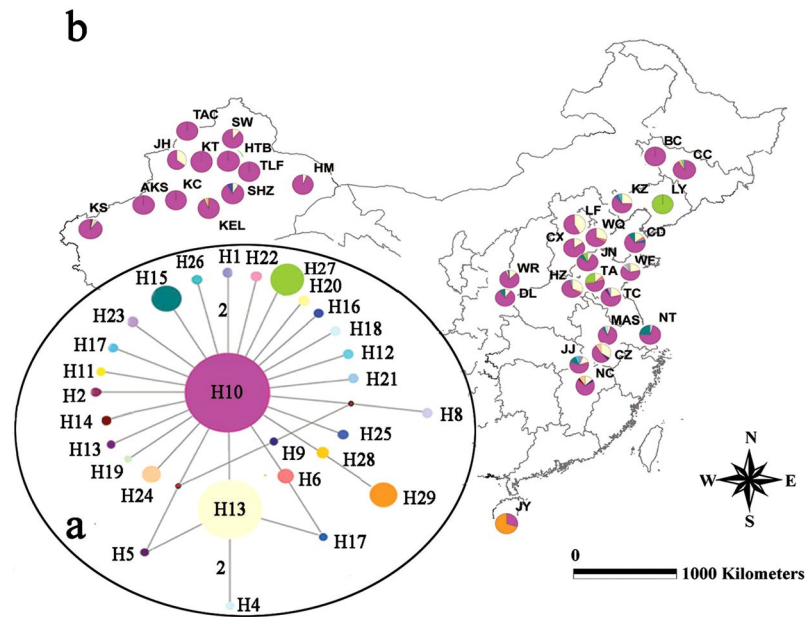 b
TAC
SW
JH
KT
HTB
TLF
HM
AKS
KC
SHZ
KS
KEL
BC
CC
KZ
LY
LF
WQ
CX
CD
JN
WF
WR
HZ
TA
DL
TC
MAS
NT
JJ
CZ
NC
JY
H26
H1
H22
H27
H15
H20
2
H16
H23
H18
H17
H12
H11
H21
H2
H10
H8
H14
H25
H13
H9
H28
H19
H6
H24
H29
H13
a
H5
H17
2
H4
N
W
E
S
0
1000 Kilometers